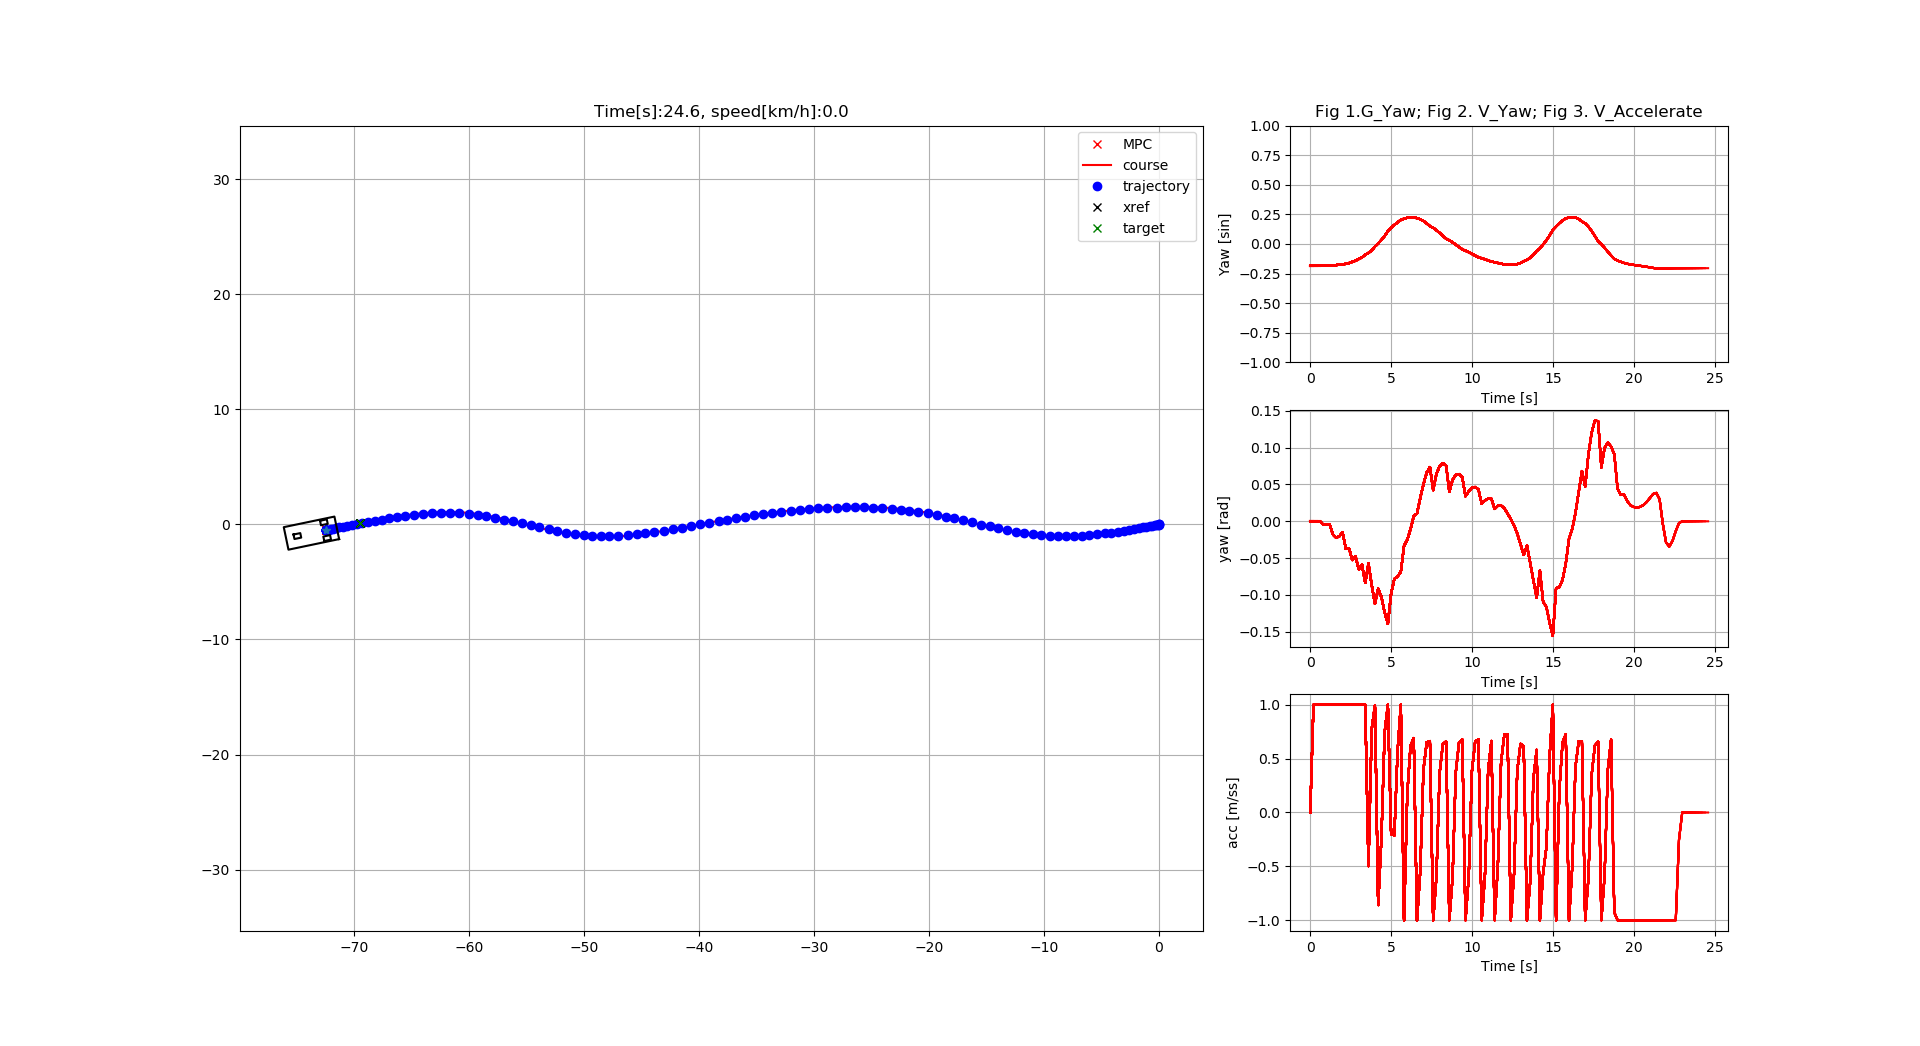 Time[s]:24.6, speed[km/h]:0.0
30
20
10
0
−10
−20
−30
−70 −60 −50 −40 −30 −20 −10 0
MPC
course
trajectory
xref
target
Fig 1.G_Yaw; Fig 2. V_Yaw; Fig 3. V_Accelerate
Yaw [sin]
1.00
0.75
0.50
0.25
0.00
−0.25
−0.50
−0.75
−1.00
0 5 10 15 20 25
Time [s]
yaw [rad]
0.15
0.10
0.05
0.00
−0.05
−0.10
−0.15
0 5 10 15 20 25
Time [s]
acc [m/ss]
1.0
0.5
0.0
−0.5
−1.0
0 5 10 15 20 25
Time [s]